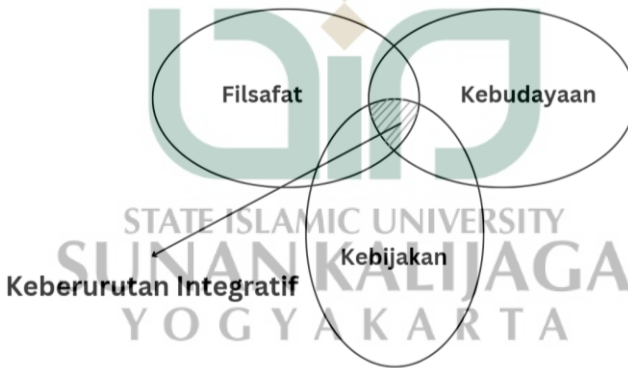 Filsafat
Kebudayaan
STATE ISLAMIC UNIVERSITY
SUNAN KALIJAGA
Kebijakan
Keberurutan Integratif
YOGYAKARTA